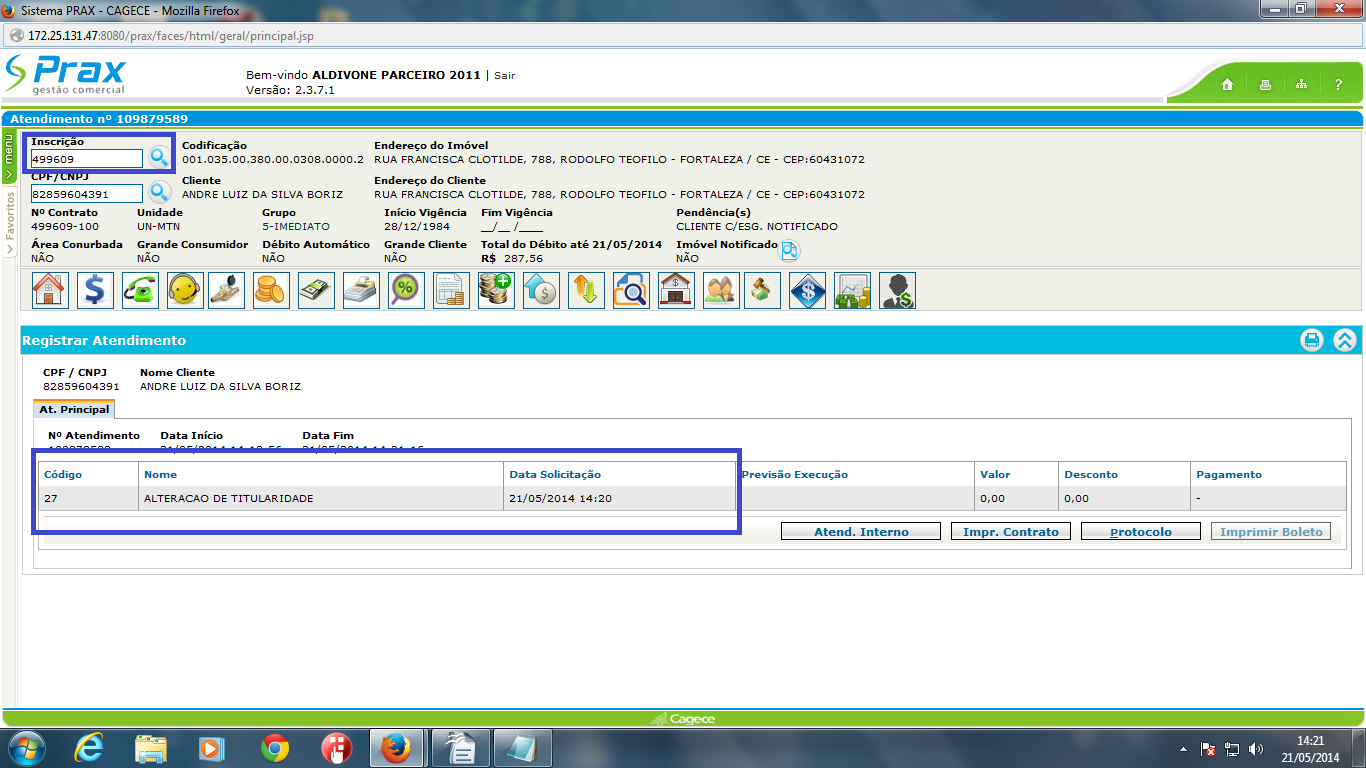 Sistema PRAX - CAGECE - Mozilla Firefox
172.25.131.47:8080/prax/faces/html/geral/principal.jsp
Prax
gestão comercial
Bem-vindo ALDIVONE PARCEIRO 2011 | Sair
Versão: 2.3.7.1
?
Atendimento nº 109879589
menu
Favoritos
Inscrição
499609
Codificação
001.035.00.380.00.0308.0000.2
Endereço do Imóvel
RUA FRANCISCA CLOTILDE, 788, RODOLFO TEOFILO - FORTALEZA / CE - CEP:60431072
CPF/CNPJ
82859604391
Cliente
ANDRE LUIZ DA SILVA BORIZ
Endereço do Cliente
RUA FRANCISCA CLOTILDE, 788, RODOLFO TEOFILO - FORTALEZA / CE - CEP:60431072
Nº Contrato Unidade Grupo Início Vigência Fim Vigência Pendência(s)
499609-100 UN-MTN 5-IMEDIATO 28/12/1984 __/__ /____ CLIENTE C/ESG. NOTIFICADO
Área Conurbada Grande Consumidor Débito Automático Grande Cliente Total do Débito até 21/05/2014 Imóvel Notificado
NÃO NÃO NÃO NÃO R$ 287,56 NÃO
Registrar Atendimento
CPF / CNPJ Nome Cliente
82859604391 ANDRE LUIZ DA SILVA BORIZ
At. Principal
Nº Atendimento Data Início Data Fim
Código Nome Data Solicitação Previsão Execução Valor Desconto Pagamento
27 ALTERACAO DE TITULARIDADE 21/05/2014 14:20 0,00 0,00 -
Atend. Interno Impr. Contrato Protocolo Imprimir Boleto
Cagece
14:21
21/05/2014